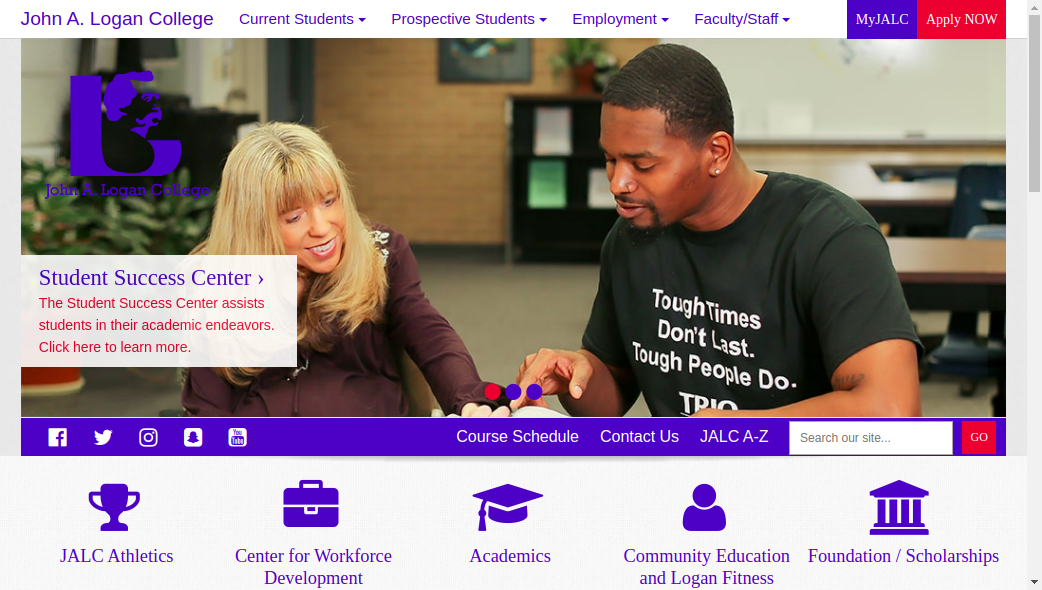 John A. Logan College
Current Students
Prospective Students
Employment
Faculty/Staff
MyJALC
Apply NOW
John A. Logan College
Student Success Center ›
The Student Success Center assists
students in their academic endeavors.
Click here to learn more.
Tough Times
Don't Last.
Tough People Do.
TRIO
You
Tube
Course Schedule
Contact Us
JALC A-Z
Search our site...
GO
JALC Athletics
Center for Workforce
Development
Academics
Community Education
and Logan Fitness
Foundation / Scholarships